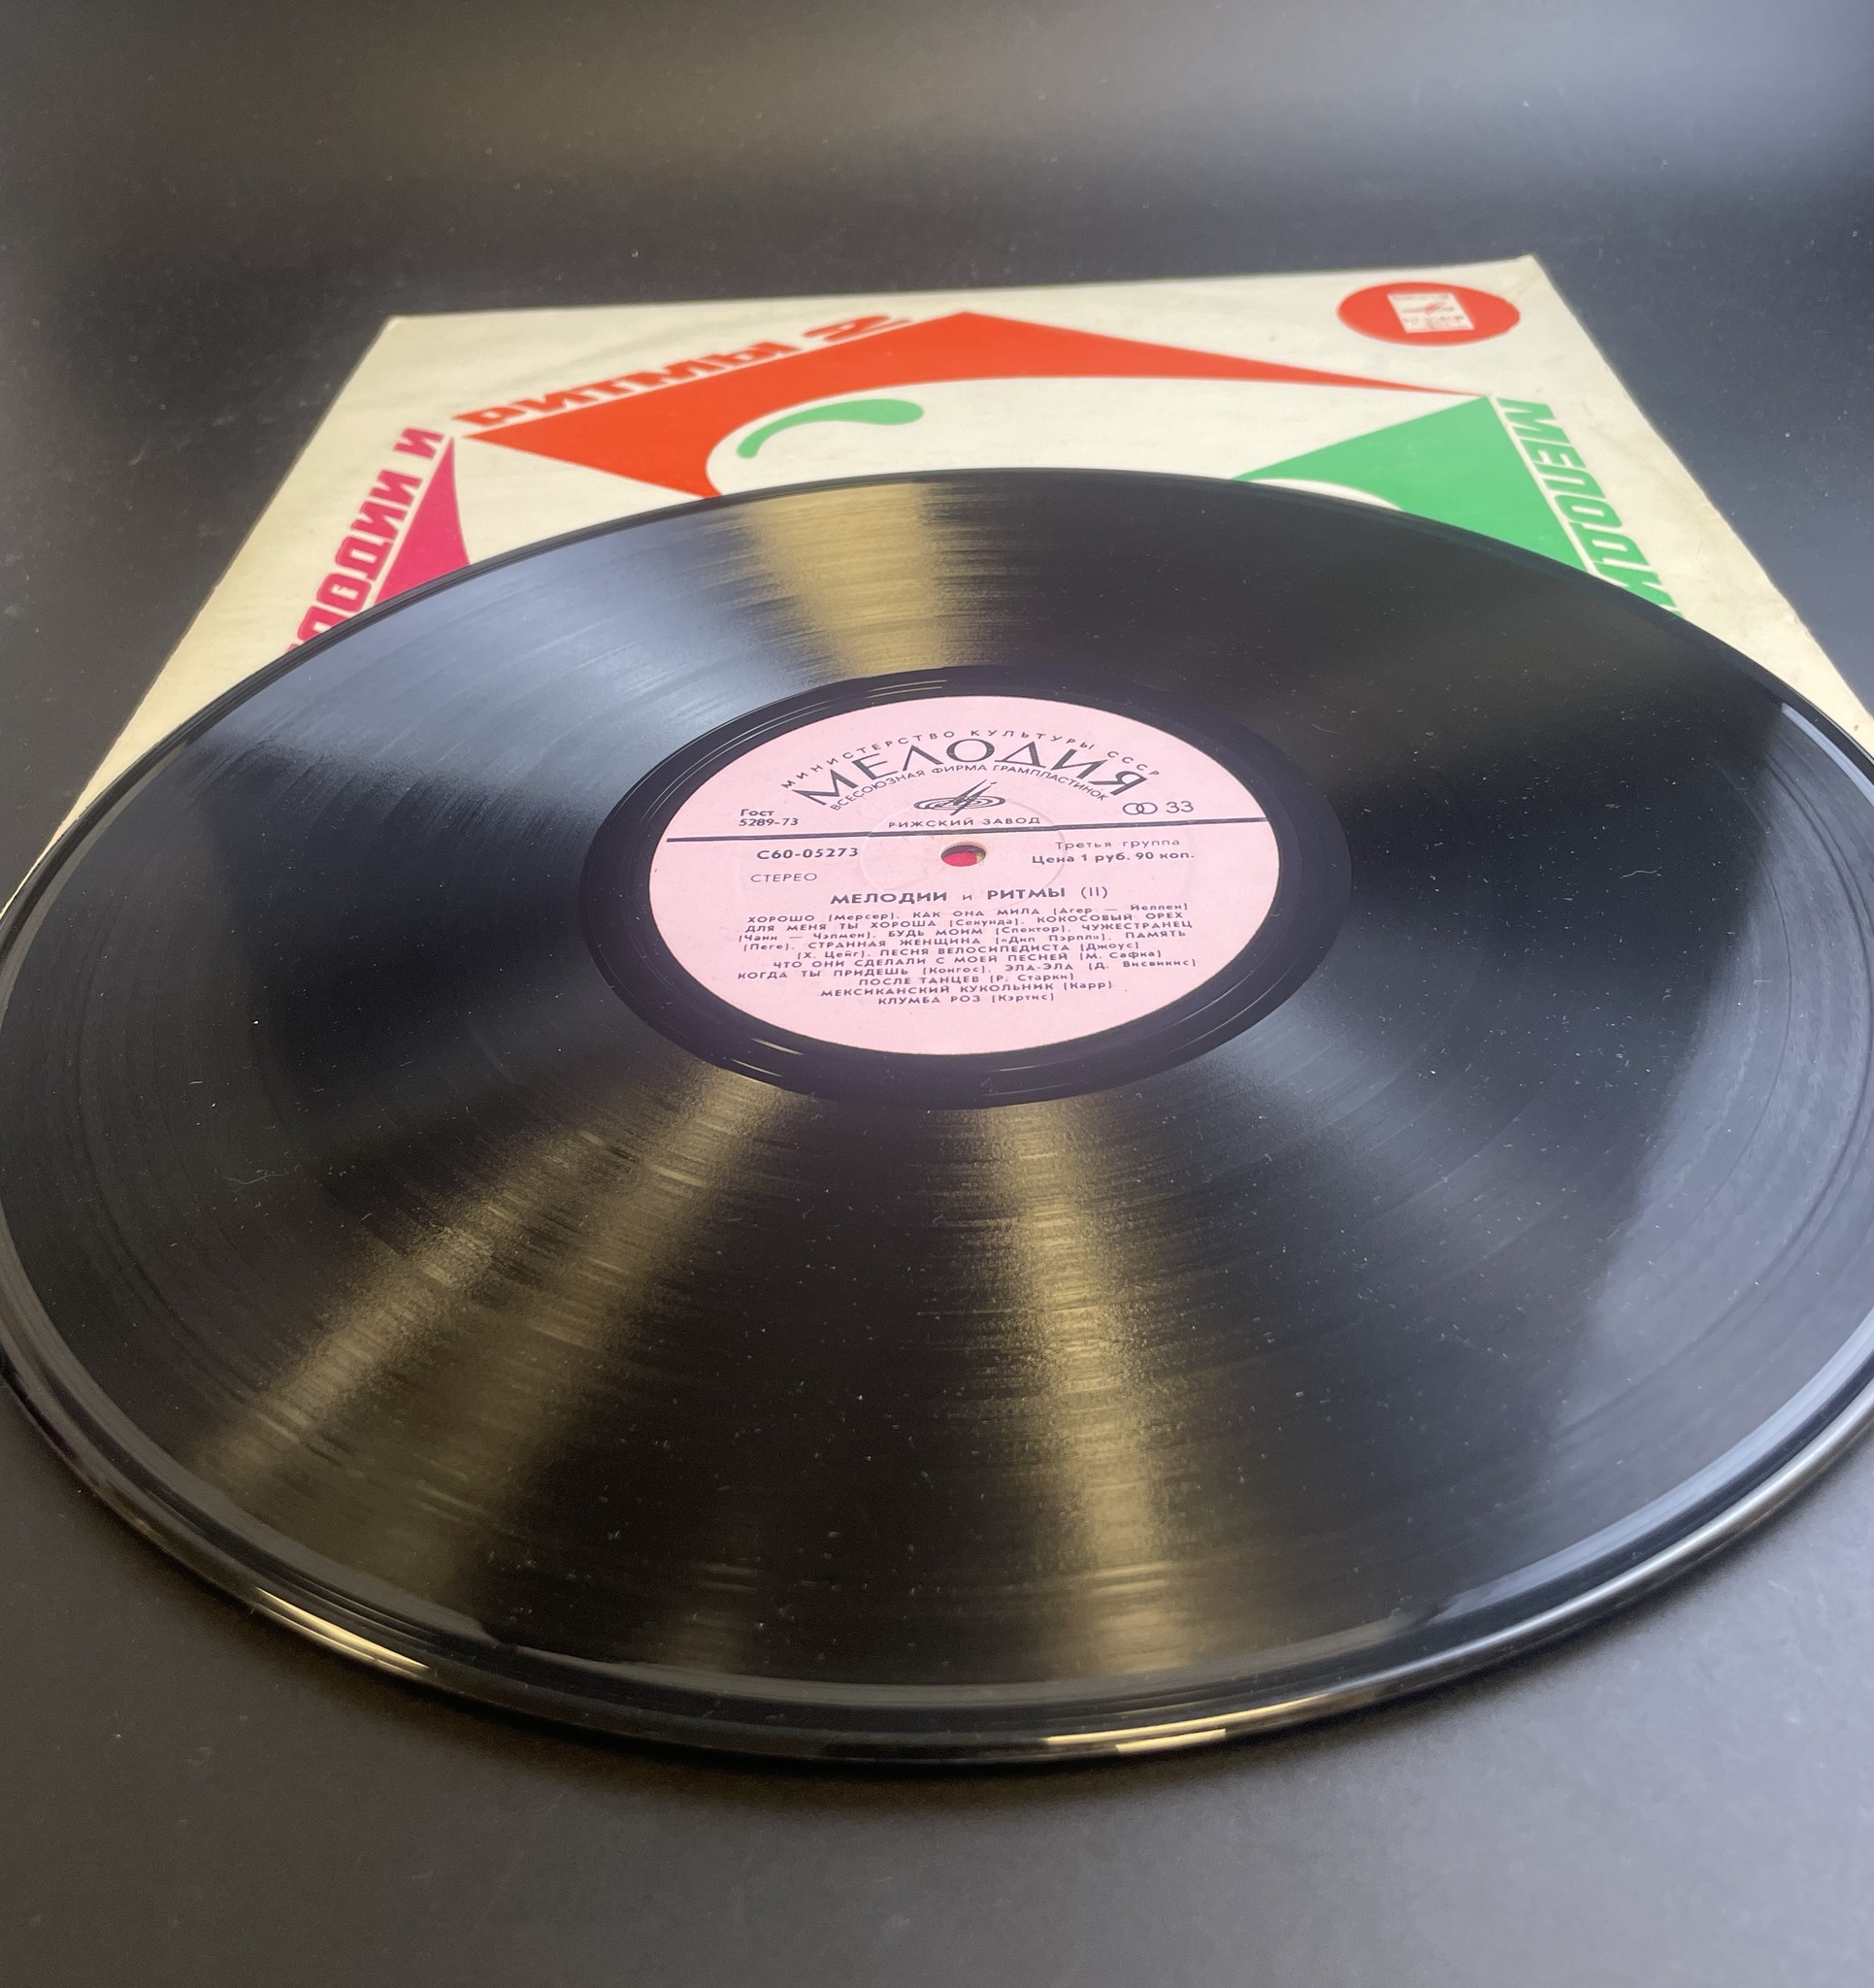 РИТМЫ 2
И
МЕЛОДИ
МИНИСТЕРСТВО КУЛЬТУРЫ СССР
МЕЛОДИЯ
ВСЕСОЮЗНАЯ ФИРМА ГРАМПЛАСТИНОК
Гост
5289-73
33
РИЖСКИЙ ЗАВОД
С60-05273
Третья группа
Цена 1 руб. 90 коп.
СТЕРЕО
МЕЛОДИИ и РИТМЫ (II)
ХОРОШО (Мерсер). КАК ОНА МИЛА (Агер — Йеллен)
ДЛЯ МЕНЯ ТЫ ХОРОША (Секунда). КОКОСОВЫЙ ОРЕХ
(Чанн — Чэпмен). БУДЬ МОИМ (Спектор). ЧУЖЕСТРАНЕЦ
(Пеге). СТРАННАЯ ЖЕНЩИНА («Дип Пэрпл»). ПАМЯТЬ
(Х. Цейг). ПЕСНЯ ВЕЛОСИПЕДИСТА (Джоус)
ЧТО ОНИ СДЕЛАЛИ С МОЕЙ ПЕСНЕЙ (М. Сафка)
КОГДА ТЫ ПРИДЕШЬ (Конгос). ЭЛА-ЭЛА (Д. Висвикис)
ПОСЛЕ ТАНЦЕВ (Р. Старки)
МЕКСИКАНСКИЙ КУКОЛЬНИК (Карр)
КЛУМБА РОЗ (Кэртис)